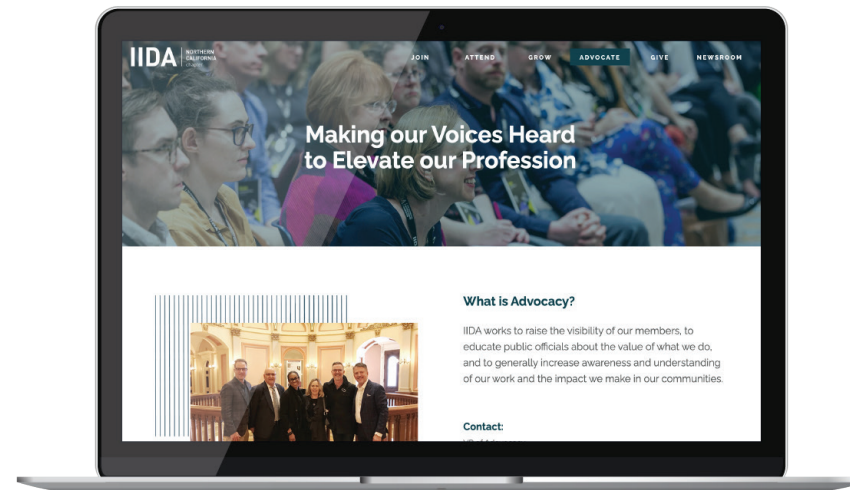 IIDA
NORTHERN
CALIFORNIA
JOIN ATTEND GROW ADVOCATE GIVE NEWSROOM
Making our Voices Heard
to Elevate our Profession
What is Advocacy?
IIDA works to raise the visibility of our members, to
educate public officials about the value of what we do,
and to generally increase awareness and understanding
of our work and the impact we make in our communities.
Contact: